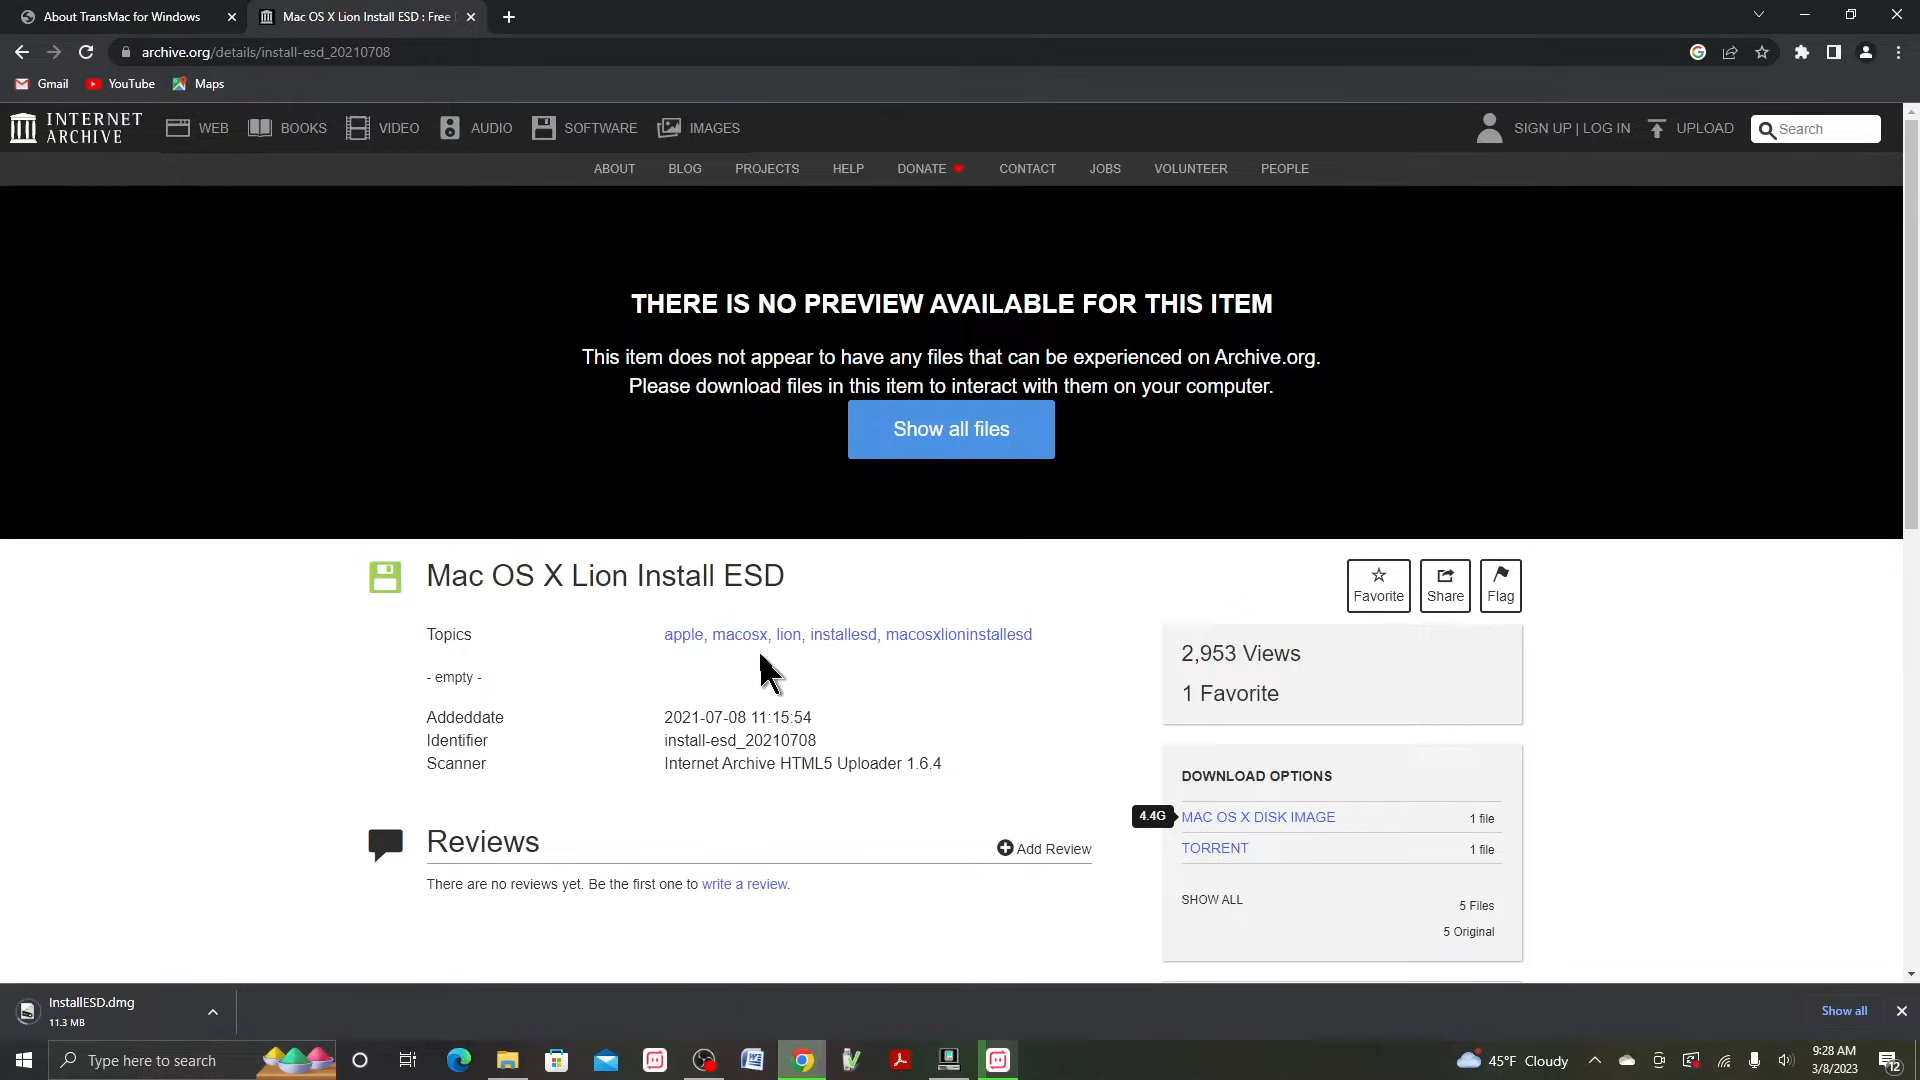 About TransMac for Windows
Mac OS X Lion Install ESD : Free
archive.org/details/install-esd_20210708
Gmail
YouTube
Maps
INTERNET ARCHIVE
WEB
BOOKS
VIDEO
AUDIO
SOFTWARE
IMAGES
SIGN UP | LOG IN
UPLOAD
Search
ABOUT
BLOG
PROJECTS
HELP
DONATE
CONTACT
JOBS
VOLUNTEER
PEOPLE
THERE IS NO PREVIEW AVAILABLE FOR THIS ITEM
This item does not appear to have any files that can be experienced on Archive.org.
Please download files in this item to interact with them on your computer.
Show all files
Mac OS X Lion Install ESD
Favorite
Share
Flag
Topics apple, macosx, lion, installesd, macosxlioninstallesd
- empty -
Addeddate 2021-07-08 11:15:54
Identifier install-esd_20210708
Scanner Internet Archive HTML5 Uploader 1.6.4
2,953 Views
1 Favorite
DOWNLOAD OPTIONS
4.4G MAC OS X DISK IMAGE 1 file
TORRENT 1 file
SHOW ALL 5 Files
5 Original
Reviews
Add Review
There are no reviews yet. Be the first one to write a review.
InstallESD.dmg
11.3 MB
Show all
Type here to search
45°F Cloudy
9:28 AM
3/8/2023
12